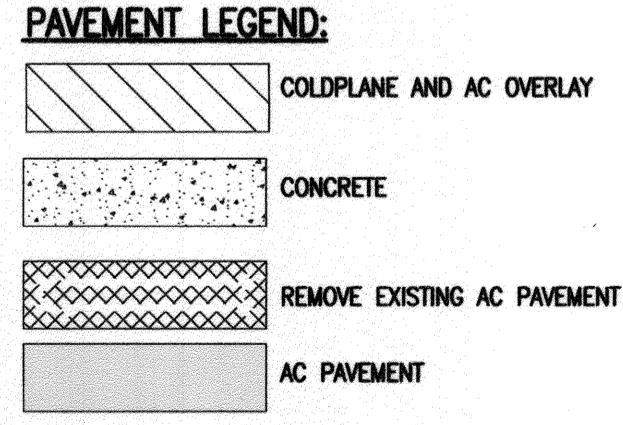 PAVEMENT LEGEND:
COLDPLANE AND AC OVERLAY
CONCRETE
REMOVE EXISTING AC PAVEMENT
AC PAVEMENT